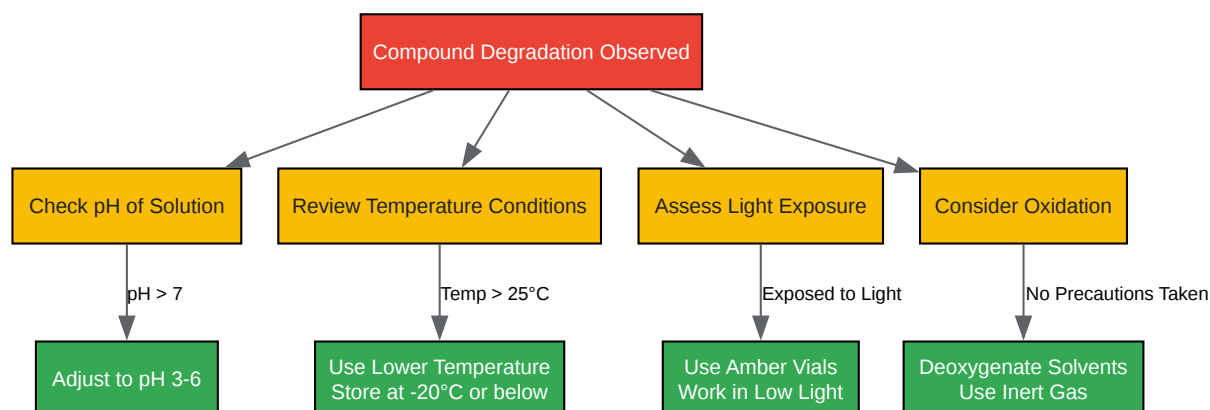 Compound Degradation Observed
Check pH of Solution
Review Temperature Conditions
Assess Light Exposure
Consider Oxidation
pH > 7
Temp > 25°C
Exposed to Light
No Precautions Taken
Adjust to pH 3-6
Use Lower Temperature
Store at -20°C or below
Use Amber Vials
Work in Low Light
Deoxygenate Solvents
Use Inert Gas